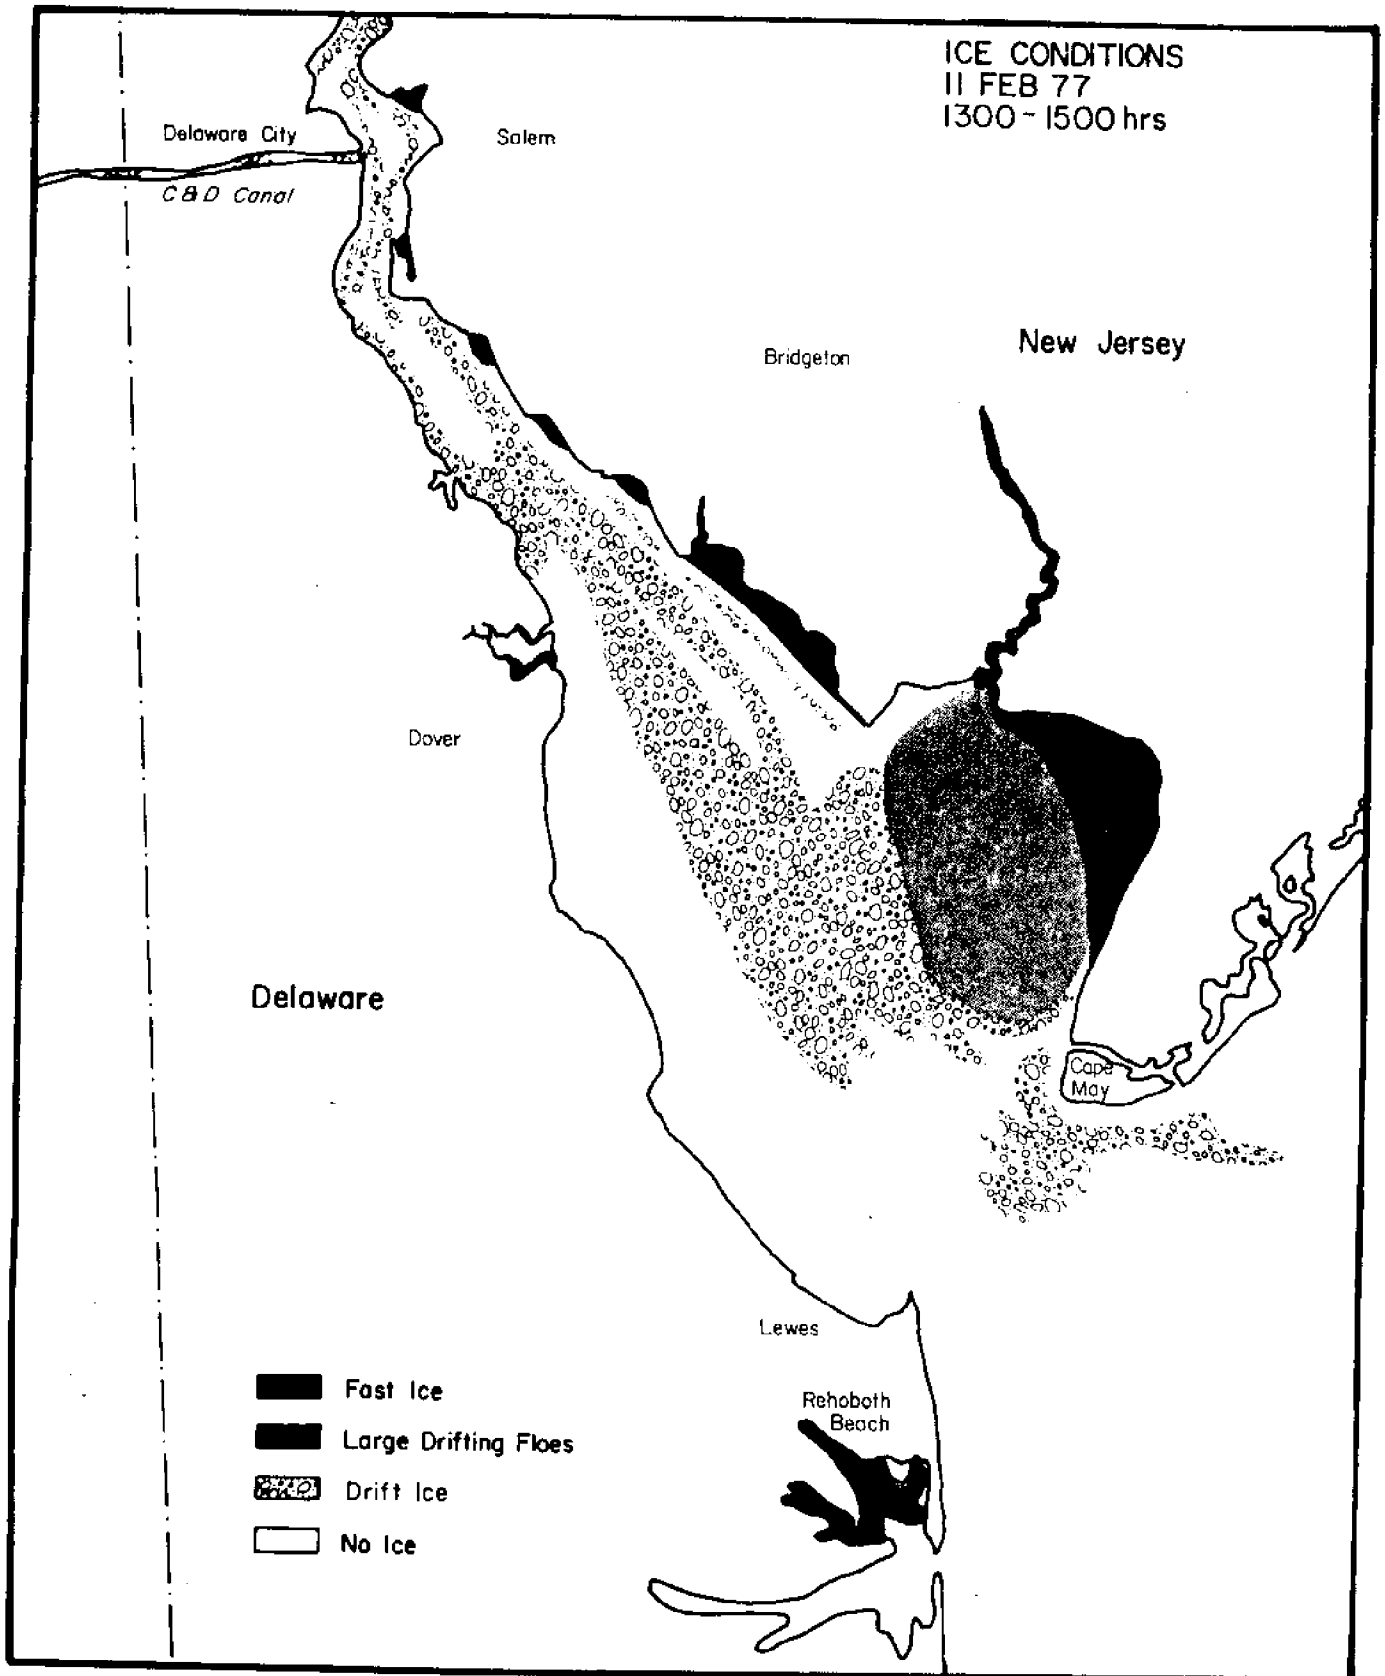 ICE CONDITIONS
11 FEB 77
1300-1500 hrs
Delaware City
Salem
C & D Canal
New Jersey
Bridgeton
Dover
Delaware
Cape
May
Lewes
Rehoboth
Beach
Fast Ice
Large Drifting Floes
Drift Ice
No Ice